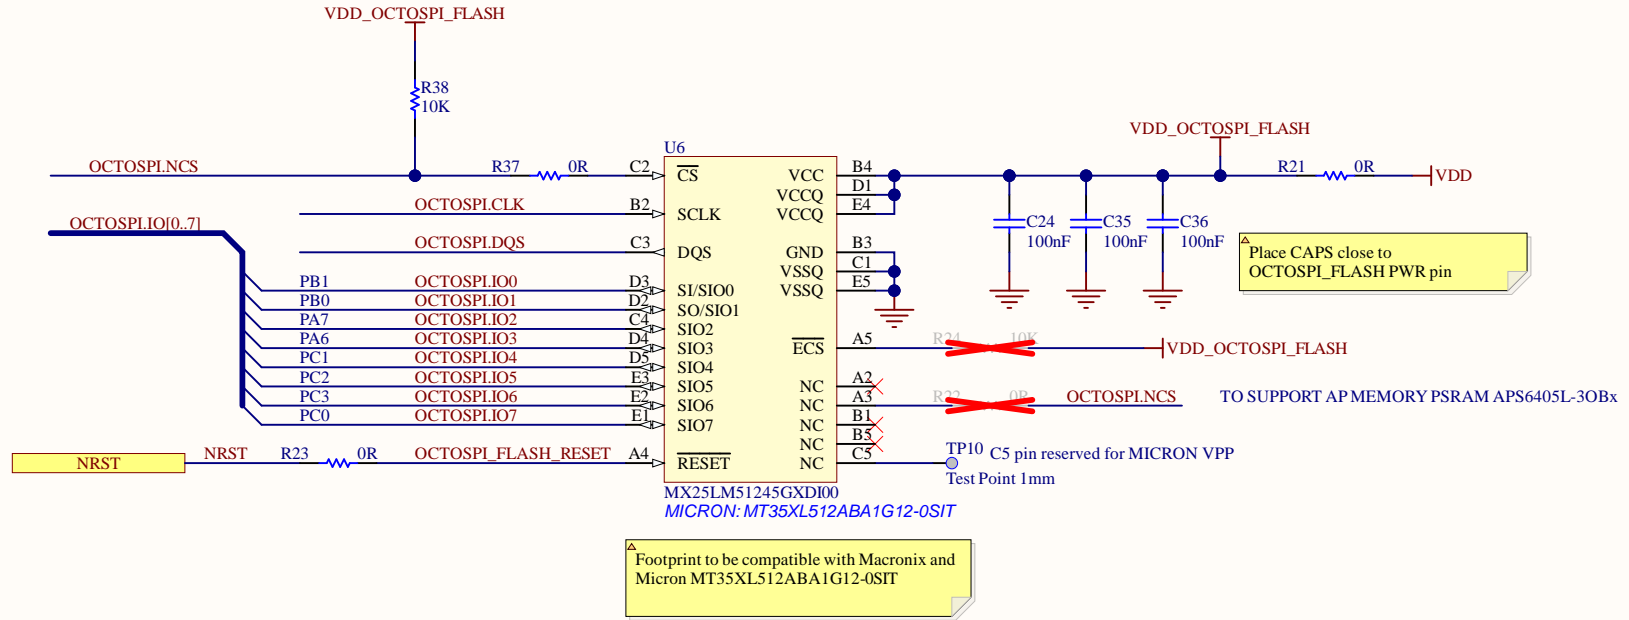 VDD_OCTOSPI_FLASH
R38
10K
VDD_OCTOSPI_FLASH
U6
OCTOSPI.NCS R37 0R C2 CS VCC B4 R21 0R VDD
VCCQ D1
OCTOSPI.CLK B2 SCLK VCCQ E4
OCTOSPI.IO[0..7]
C24 C35 C36
100nF 100nF 100nF
OCTOSPI.DQS C3 DQS GND B3
VSSQ C1
Place CAPS close to
OCTOSPI_FLASH PWR pin
PB1 OCTOSPI.IO0 D3 SI/SIO0 VSSQ E5
PB0 OCTOSPI.IO1 D2 SO/SIO1
PA7 OCTOSPI.IO2 C4 SIO2
PA6 OCTOSPI.IO3 D4 SIO3 ECS A5 R24 10K VDD_OCTOSPI_FLASH
PC1 OCTOSPI.IO4 D5 SIO4
PC2 OCTOSPI.IO5 E3 SIO5 NC A2
PC3 OCTOSPI.IO6 E2 SIO6 NC A3 0R OCTOSPI.NCS TO SUPPORT AP MEMORY PSRAM APS6405L-3OBx
PC0 OCTOSPI.IO7 E1 SIO7 NC B1
NC B5
NRST NRST R23 0R OCTOSPI_FLASH_RESET A4 RESET NC C5 TP10 C5 pin reserved for MICRON VPP
Test Point 1mm
MX25LM51245GXDI00
MICRON: MT35XL512ABA1G12-0SIT
Footprint to be compatible with Macronix and
Micron MT35XL512ABA1G12-0SIT